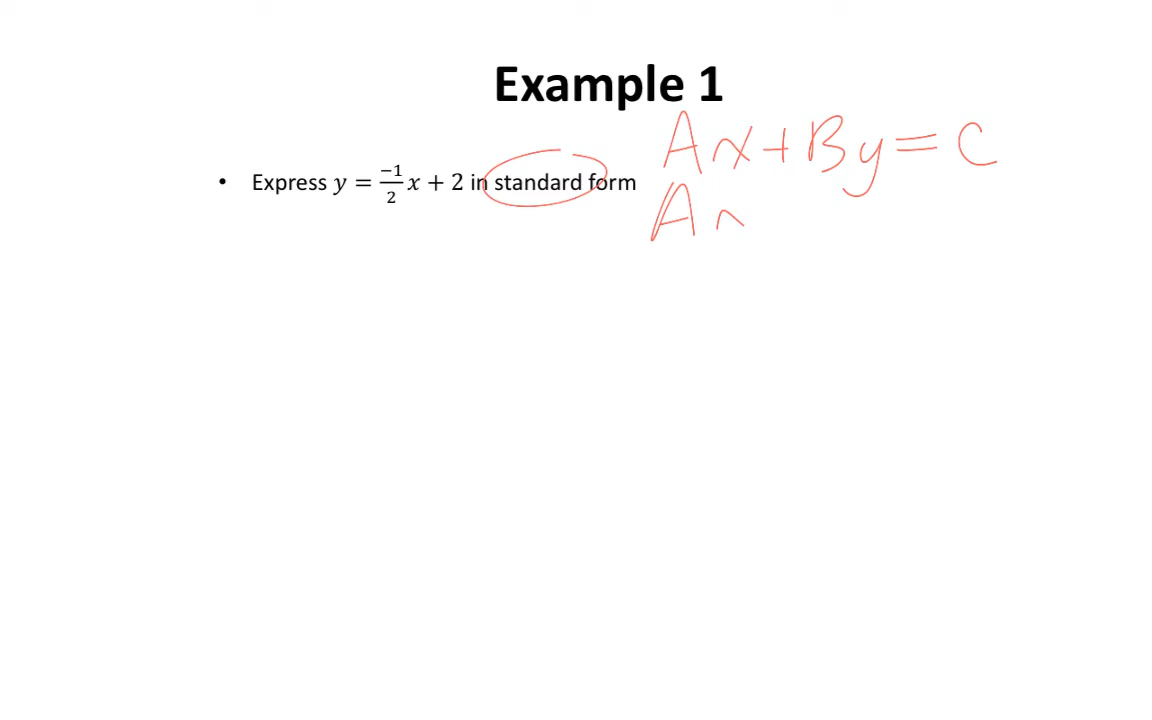 Example 1
Ax+By=C
• Express y = -1/2 x + 2 in standard form
A